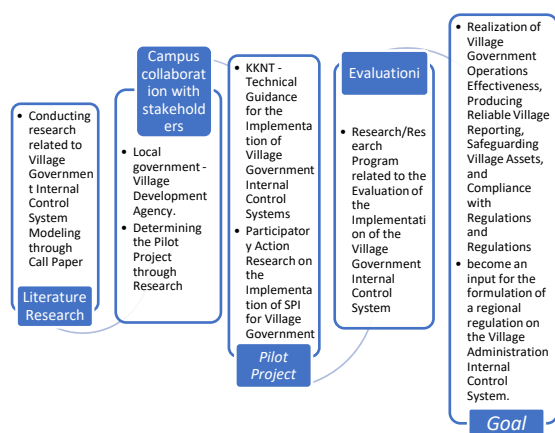 • Conducting
research
related to
Village
Governmen
t Internal
Control
System
Modeling
through
Call Paper
Literature
Research
Campus
collaborat
ion with
stakehold
ers
• Local
government -
Village
Development
Agency.
• Determining
the Pilot
Project
through
Research
• KKNT -
Technical
Guidance
for the
Implementa
tion of
Village
Government
Internal
Control
Systems
• Participator
y Action
Research on
the
Implementa
tion of SPI
for Village
Government
Pilot
Project
Evaluationi
• Research/Res
earch
Program
related to the
Evaluation of
the
Implementati
on of the
Village
Government
Internal
Control
System
• Realization of
Village
Government
Operations
Effectiveness,
Producing
Reliable Village
Reporting,
Safeguarding
Village Assets,
and
Compliance
with
Regulations
and
Regulations
• become an
input for the
formulation of
a regional
regulation on
the Village
Administration
Internal
Control
System.
Goal